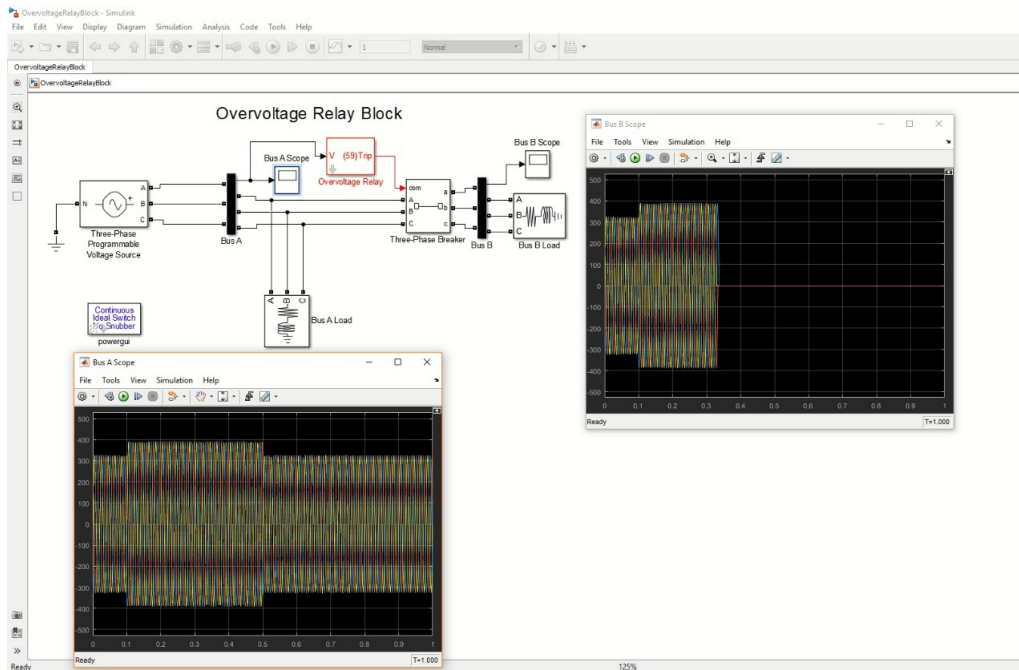 OvervoltageRelayBlock - Simulink
File Edit View Display Diagram Simulation Analysis Code Tools Help
1 Normal
OvervoltageRelayBlock
OvervoltageRelayBlock
Overvoltage Relay Block
N
A
B
C
Three-Phase
Programmable
Voltage Source
Bus A
Bus A Scope
V (59) Trip
Overvoltage Relay
com
A
B
C
a
b
c
Three-Phase Breaker
Bus B
Bus B Scope
A
B
C
Bus B Load
A B C
Bus A Load
Continuous
Ideal Switch
No Snubber
powergui
Bus B Scope
File Tools View Simulation Help
500
400
300
200
100
0
-100
-200
-300
-400
-500
0 0.1 0.2 0.3 0.4 0.5 0.6 0.7 0.8 0.9 1
Ready T=1.000
Bus A Scope
File Tools View Simulation Help
500
400
300
200
100
0
-100
-200
-300
-400
-500
0 0.1 0.2 0.3 0.4 0.5 0.6 0.7 0.8 0.9 1
Ready T=1.000
Ready 125%